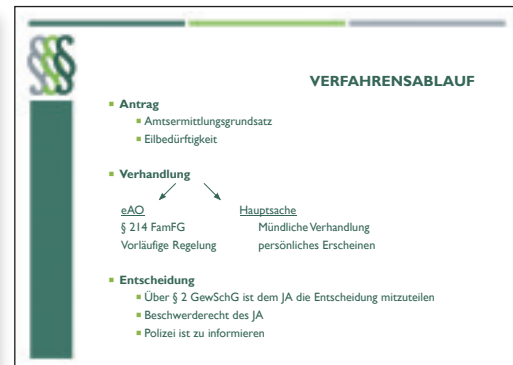 VERFAHRENSABLAUF
Antrag
Amtsermittlungsgrundsatz
Eilbedürftigkeit
Verhandlung
eAO Hauptsache
§ 214 FamFG Mündliche Verhandlung
Vorläufige Regelung persönliches Erscheinen
Entscheidung
Über § 2 GewSchG ist dem JA die Entscheidung mitzuteilen
Beschwerderecht des JA
Polizei ist zu informieren